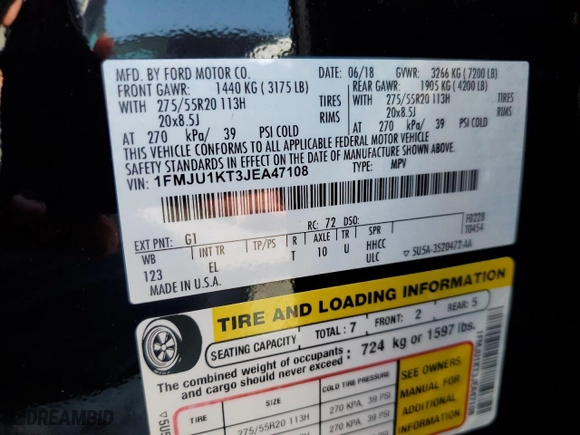 MFD. BY FORD MOTOR CO. DATE: 06/18 GVWR: 3266 KG ( 7200 LB)
FRONT GAWR: 1440 KG ( 3175 LB) REAR GAWR: 1905 KG ( 4200 LB)
WITH 275/55R20 113H TIRES WITH 275/55R20 113H TIRES
20x8.5J RIMS 20x8.5J RIMS
AT 270 kPa/ 39 PSI COLD AT 270 kPa/ 39 PSI COLD
THIS VEHICLE CONFORMS TO ALL APPLICABLE FEDERAL MOTOR VEHICLE
SAFETY STANDARDS IN EFFECT ON THE DATE OF MANUFACTURE SHOWN ABOVE.
VIN: 1FMJU1KT3JEA47108 TYPE: MPV
F0228
T0454
EXT PNT: G1 RC: 72 DSO:
WB INT TR TP/PS R AXLE TR SPR
123 EL T 10 U HHCC
ULC ▽ 5U5A-3520472-AA
MADE IN U.S.A.
TIRE AND LOADING INFORMATION
SEATING CAPACITY TOTAL : 7 FRONT: 2 REAR: 5
The combined weight of occupants
and cargo should never exceed : 724 kg or 1597 lbs.
TIRE SIZE COLD TIRE PRESSURE
275/55R20 113H 270 KPA, 39 PSI
SEE OWNERS
MANUAL FOR
ADDITIONAL
INFORMATION
DREAMBID